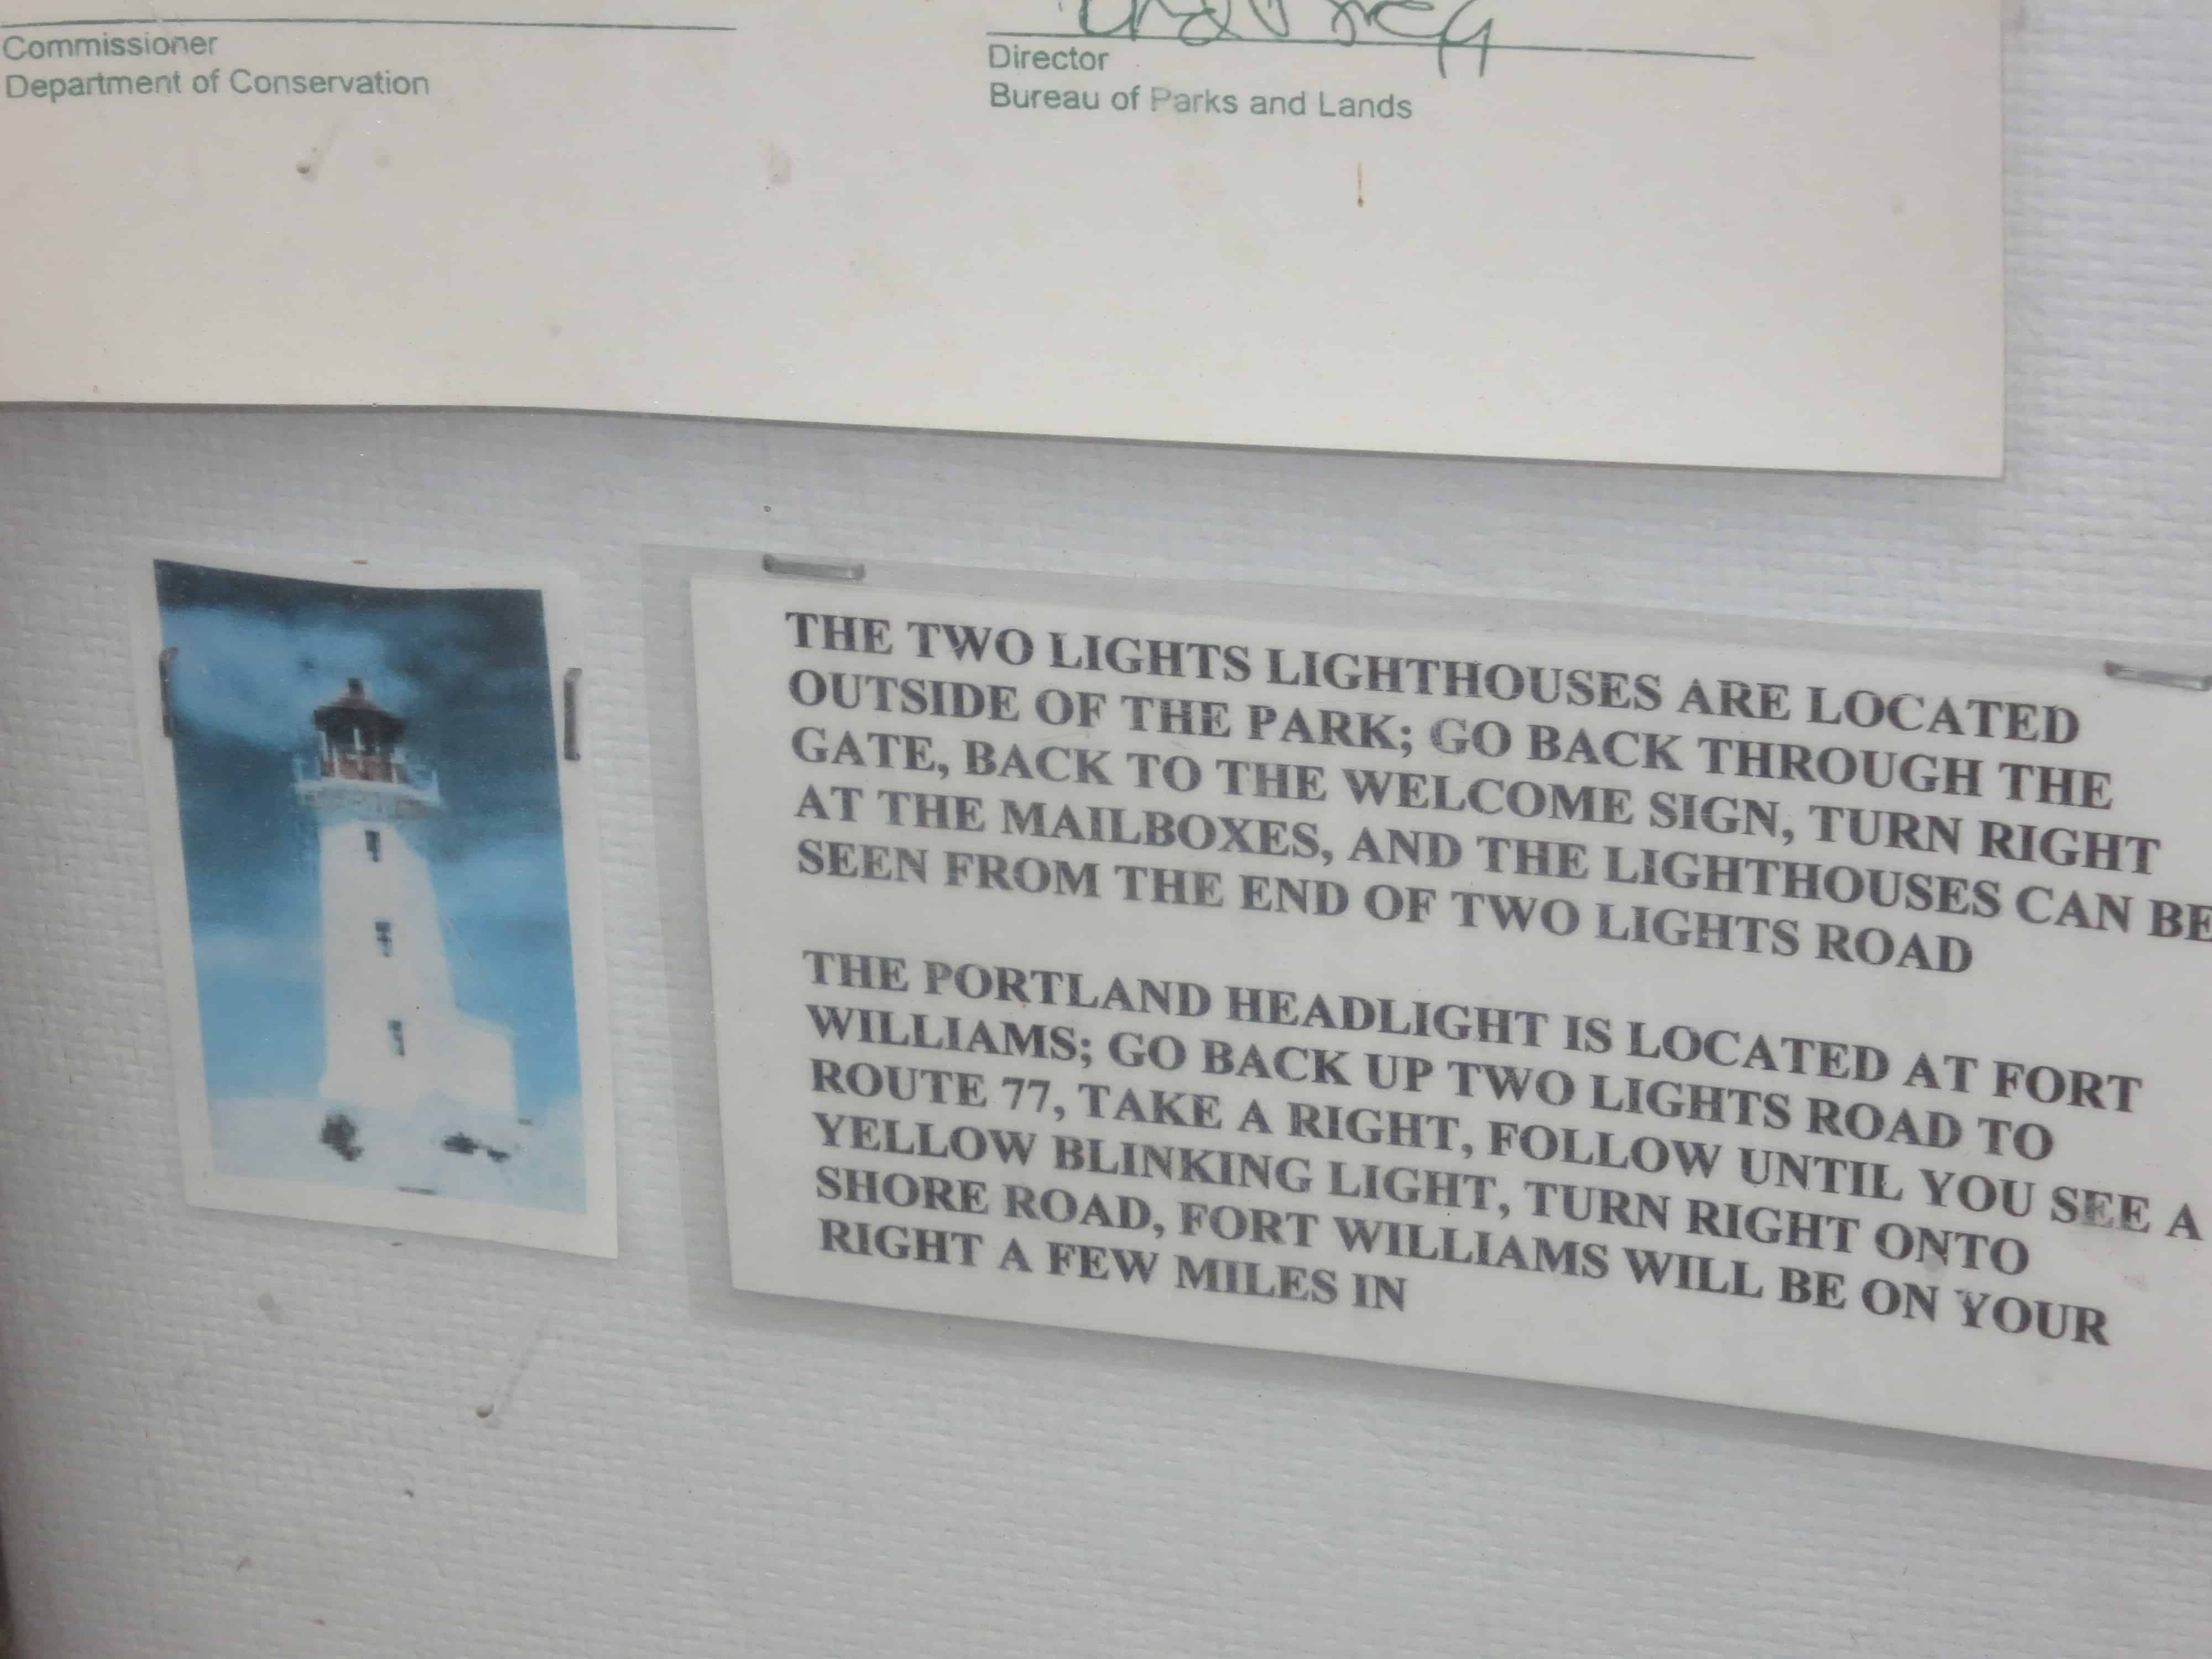 Commissioner
Department of Conservation
Director
Bureau of Parks and Lands
THE TWO LIGHTS LIGHTHOUSES ARE LOCATED
OUTSIDE OF THE PARK; GO BACK THROUGH THE
GATE, BACK TO THE WELCOME SIGN, TURN RIGHT
AT THE MAILBOXES, AND THE LIGHTHOUSES CAN BE
SEEN FROM THE END OF TWO LIGHTS ROAD
THE PORTLAND HEADLIGHT IS LOCATED AT FORT
WILLIAMS; GO BACK UP TWO LIGHTS ROAD TO
ROUTE 77, TAKE A RIGHT, FOLLOW UNTIL YOU SEE A
YELLOW BLINKING LIGHT, TURN RIGHT ONTO
SHORE ROAD, FORT WILLIAMS WILL BE ON YOUR
RIGHT A FEW MILES IN